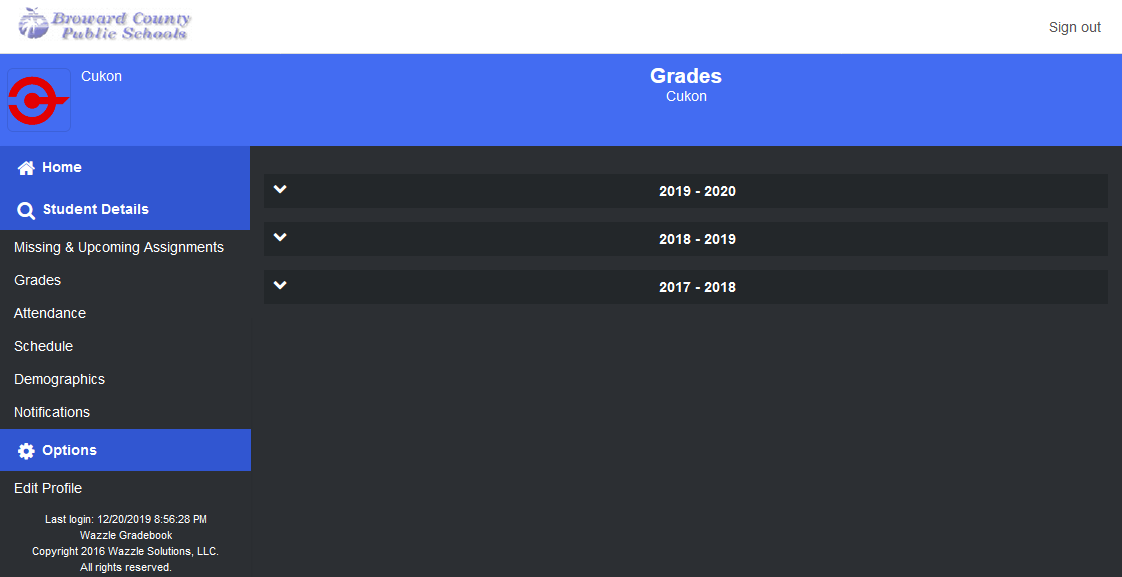 Broward County
Public Schools
Sign out
Cukon
Grades
Cukon
Home
Student Details
Missing & Upcoming Assignments
Grades
Attendance
Schedule
Demographics
Notifications
Options
Edit Profile
Last login: 12/20/2019 8:56:28 PM
Wazzle Gradebook
Copyright 2016 Wazzle Solutions, LLC.
All rights reserved.
2019 - 2020
2018 - 2019
2017 - 2018